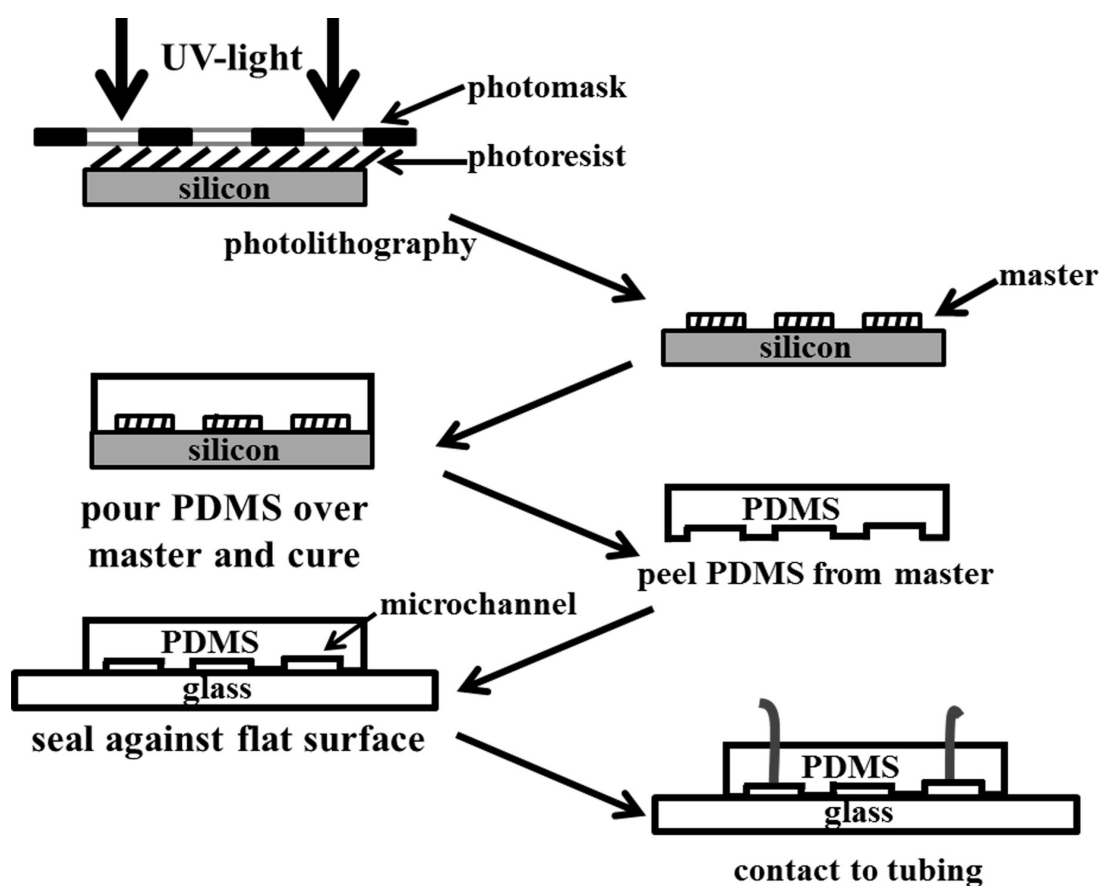 UV-light
photomask
photoresist
silicon
photolithography
master
silicon
silicon
pour PDMS over
master and cure
PDMS
peel PDMS from master
microchannel
PDMS
glass
seal against flat surface
PDMS
glass
contact to tubing